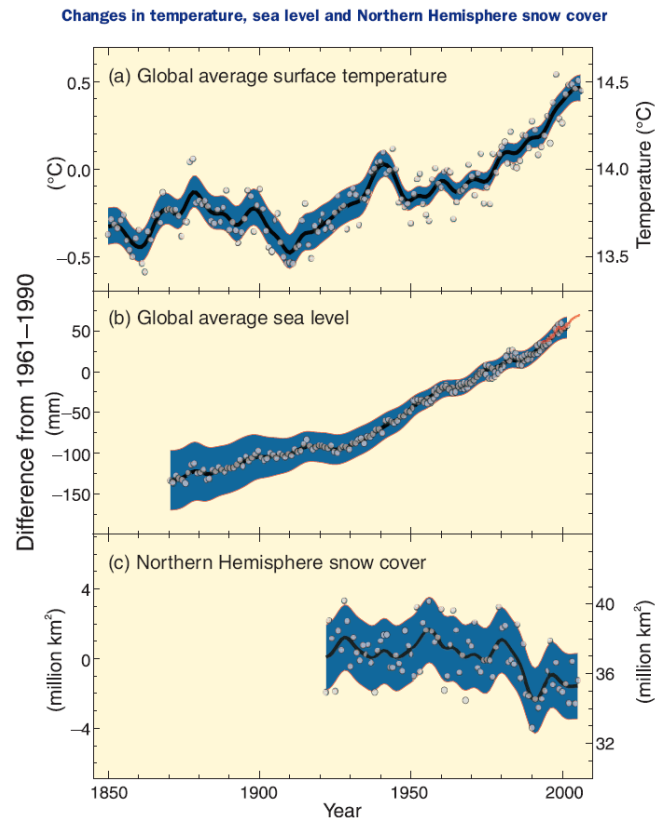 Changes in temperature, sea level and Northern Hemisphere snow cover
(a) Global average surface temperature
0.5
0.0
−0.5
(°C)
14.5
14.0
13.5
Temperature (°C)
Difference from 1961–1990
(b) Global average sea level
50
0
−50
−100
−150
(mm)
(c) Northern Hemisphere snow cover
4
0
−4
(million km²)
40
36
32
(million km²)
1850
1900
1950
2000
Year